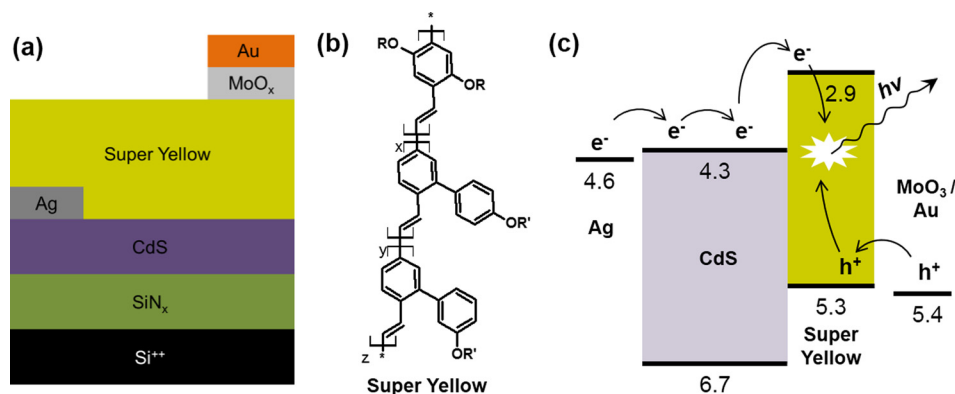 (a)
Au
MoOₓ
Super Yellow
Ag
CdS
SiNₓ
Si⁺⁺
(b)
*
RO
OR
x
OR'
y
OR'
z
*
Super Yellow
(c)
e⁻
e⁻
e⁻
e⁻
2.9
hν
4.6
4.3
Ag
CdS
MoO₃ /
Au
h⁺
h⁺
5.3
5.4
Super
Yellow
6.7